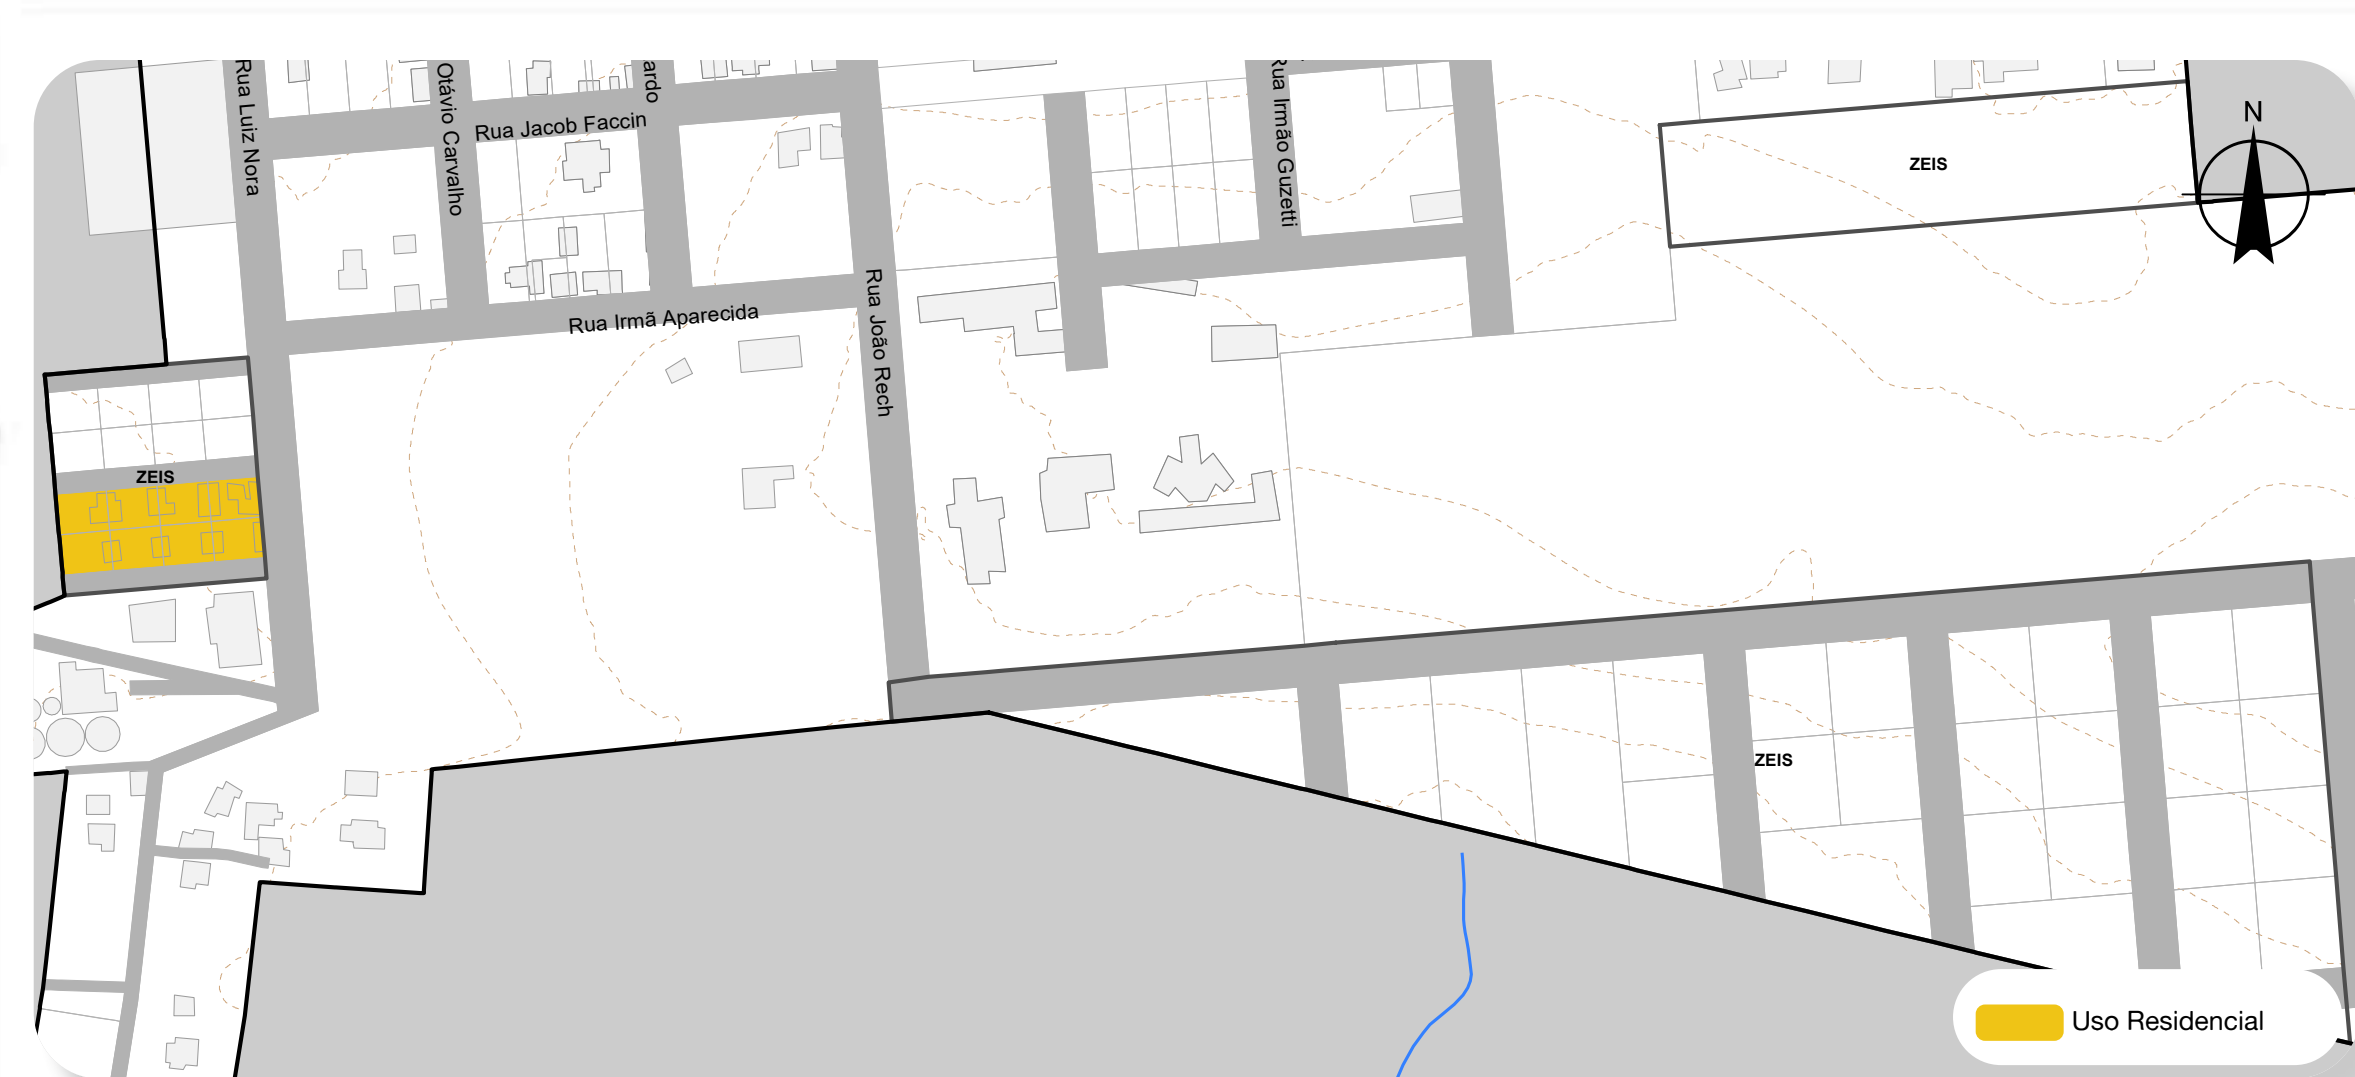 Rua Luiz Nora
Otávio Carvalho
ardo
Rua Jacob Faccin
Rua Irmão Guzetti
ZEIS
N
Rua Irmã Aparecida
Rua João Rech
ZEIS
ZEIS
Uso Residencial